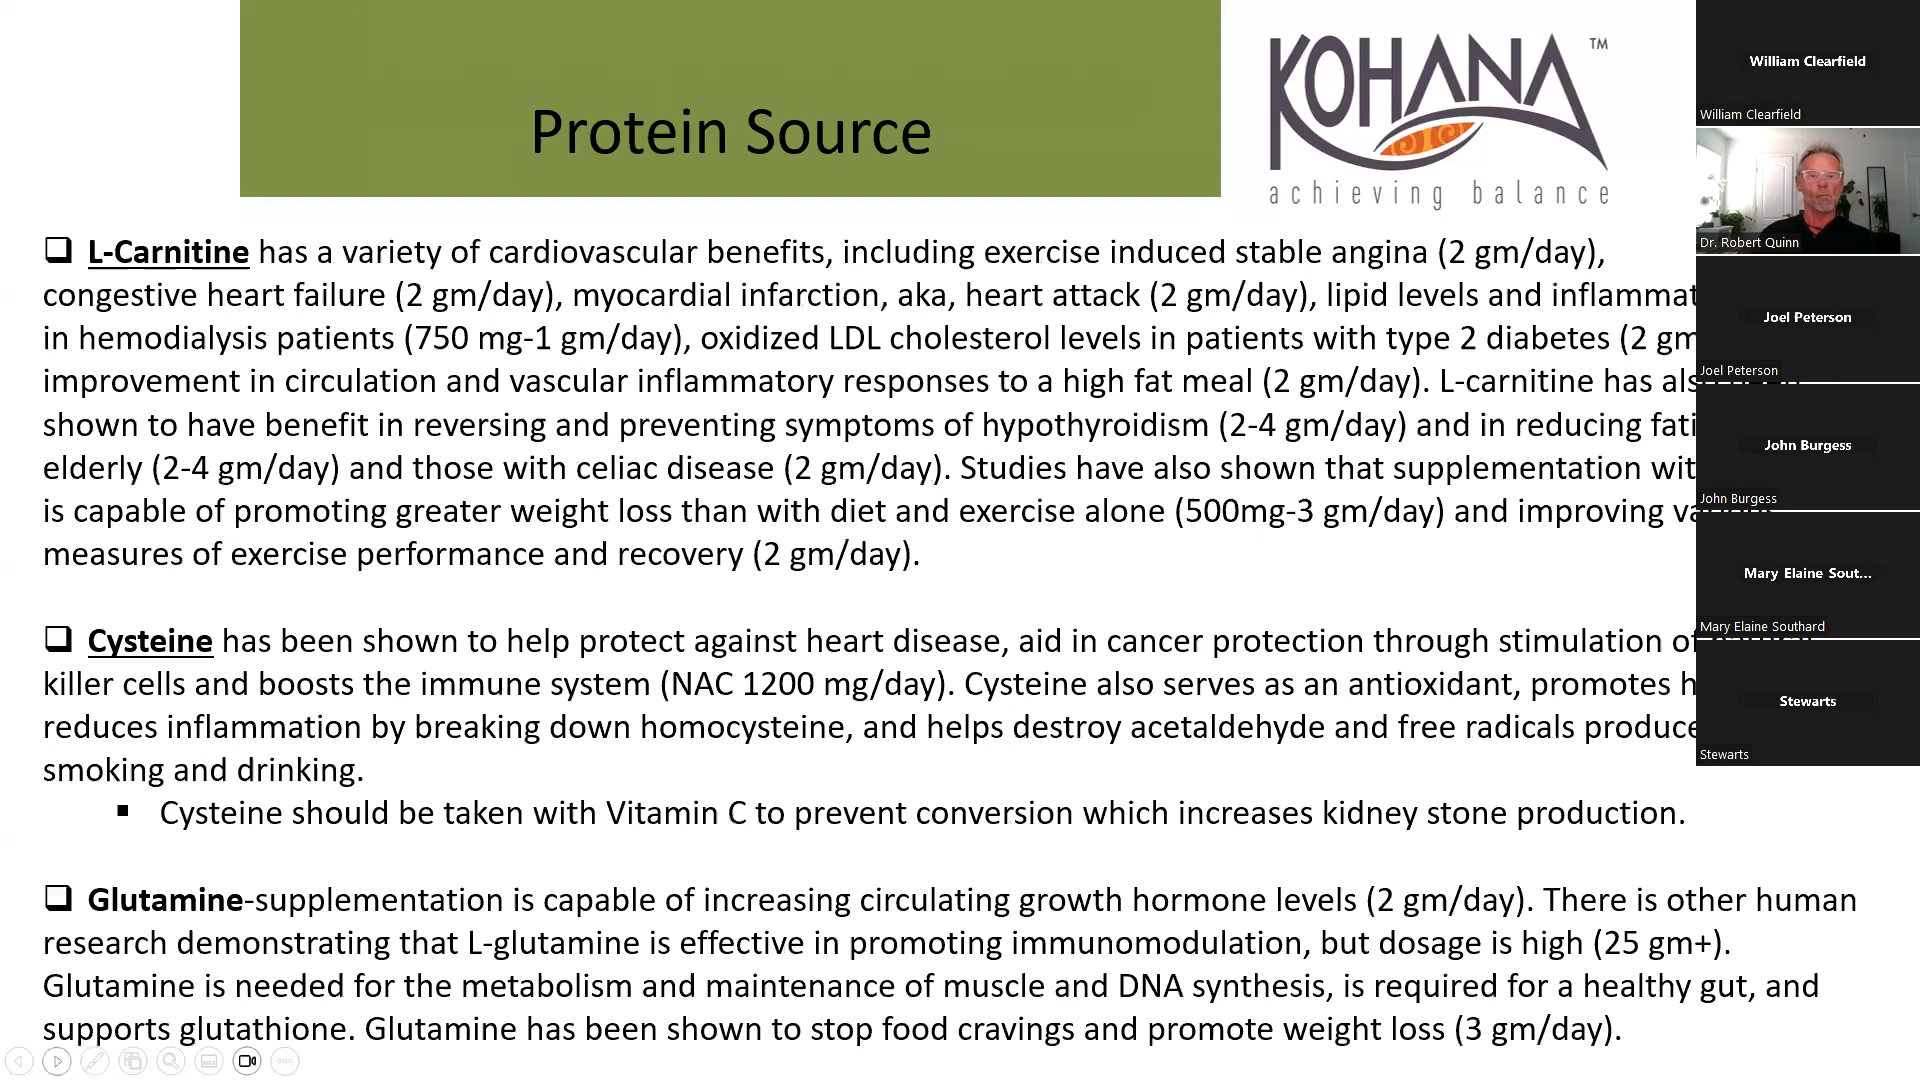 Protein Source
KOHANA™
achieving balance
❑ L-Carnitine has a variety of cardiovascular benefits, including exercise induced stable angina (2 gm/day),
congestive heart failure (2 gm/day), myocardial infarction, aka, heart attack (2 gm/day), lipid levels and
in hemodialysis patients (750 mg-1 gm/day), oxidized LDL cholesterol levels in patients with type 2 diabetes (2 gm
improvement in circulation and vascular inflammatory responses to a high fat meal (2 gm/day). L-carnitine has
shown to have benefit in reversing and preventing symptoms of hypothyroidism (2-4 gm/day) and in reducing
elderly (2-4 gm/day) and those with celiac disease (2 gm/day). Studies have also shown that supplementation
is capable of promoting greater weight loss than with diet and exercise alone (500mg-3 gm/day) and improving
measures of exercise performance and recovery (2 gm/day).
❑ Cysteine has been shown to help protect against heart disease, aid in cancer protection through stimulation
killer cells and boosts the immune system (NAC 1200 mg/day). Cysteine also serves as an antioxidant, promotes
reduces inflammation by breaking down homocysteine, and helps destroy acetaldehyde and free radicals
smoking and drinking.
▪ Cysteine should be taken with Vitamin C to prevent conversion which increases kidney stone production.
❑ Glutamine-supplementation is capable of increasing circulating growth hormone levels (2 gm/day). There is other human
research demonstrating that L-glutamine is effective in promoting immunomodulation, but dosage is high (25 gm+).
Glutamine is needed for the metabolism and maintenance of muscle and DNA synthesis, is required for a healthy gut, and
supports glutathione. Glutamine has been shown to stop food cravings and promote weight loss (3 gm/day).
William Clearfield
William Clearfield
Dr. Robert Quinn
Joel Peterson
Joel Peterson
John Burgess
John Burgess
Mary Elaine Sout...
Mary Elaine Southard
Stewarts
Stewarts